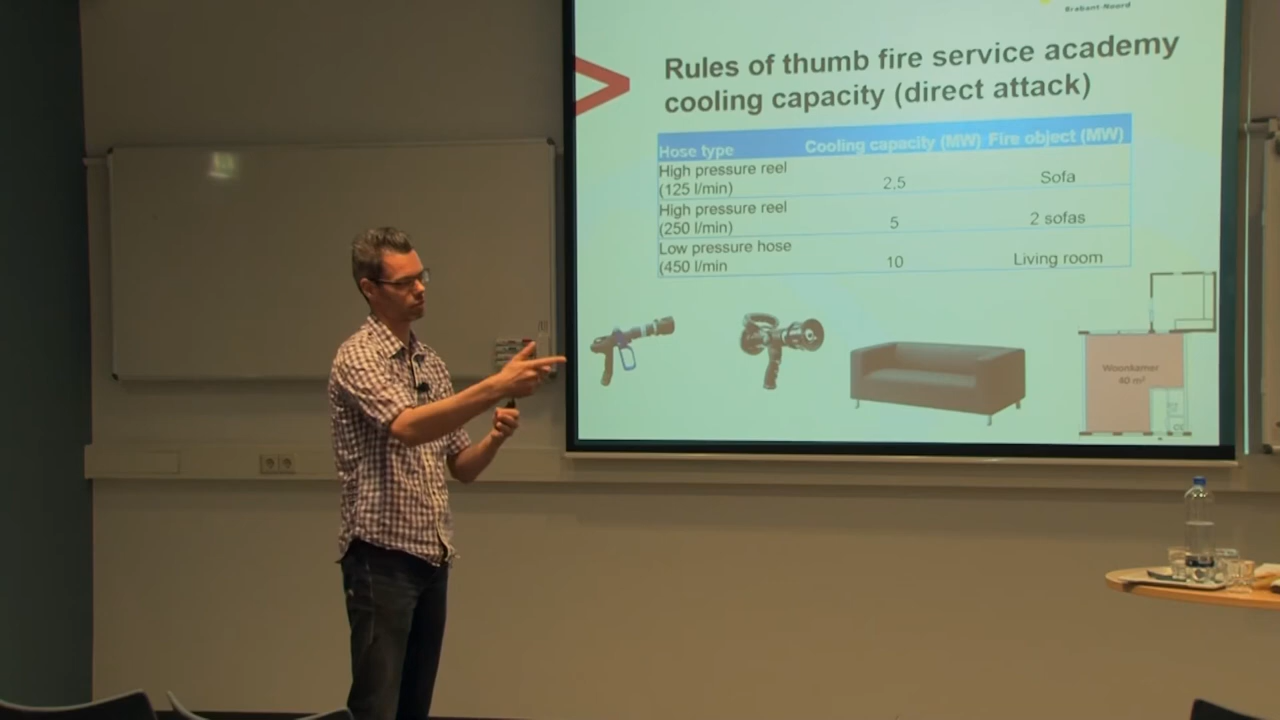 Brabant-Noord
Rules of thumb fire service academy
cooling capacity (direct attack)
Hose type Cooling capacity (MW) Fire object (MW)
High pressure reel
(125 l/min) 2,5 Sofa
High pressure reel
(250 l/min) 5 2 sofas
Low pressure hose
(450 l/min 10 Living room
Woonkamer
40 m²